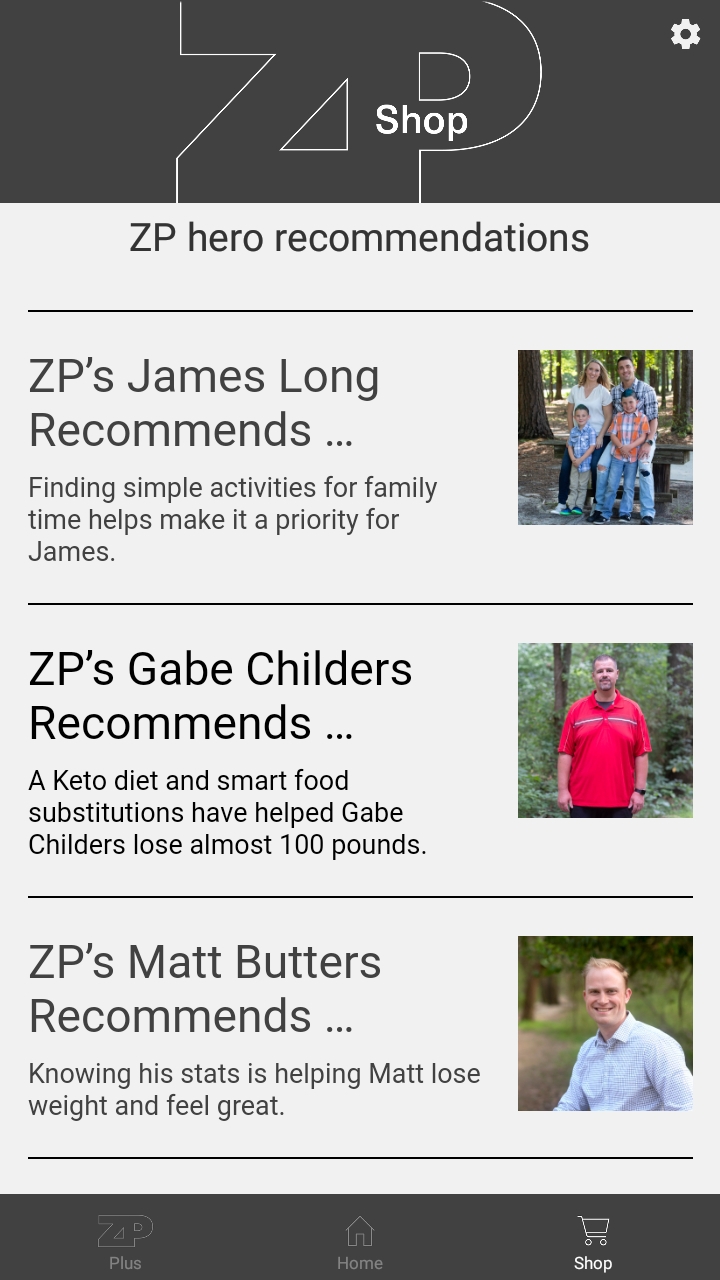 ZP
Shop
ZP hero recommendations
ZP’s James Long
Recommends …
Finding simple activities for family
time helps make it a priority for
James.
ZP’s Gabe Childers
Recommends …
A Keto diet and smart food
substitutions have helped Gabe
Childers lose almost 100 pounds.
ZP’s Matt Butters
Recommends …
Knowing his stats is helping Matt lose
weight and feel great.
ZP
Plus
Home
Shop